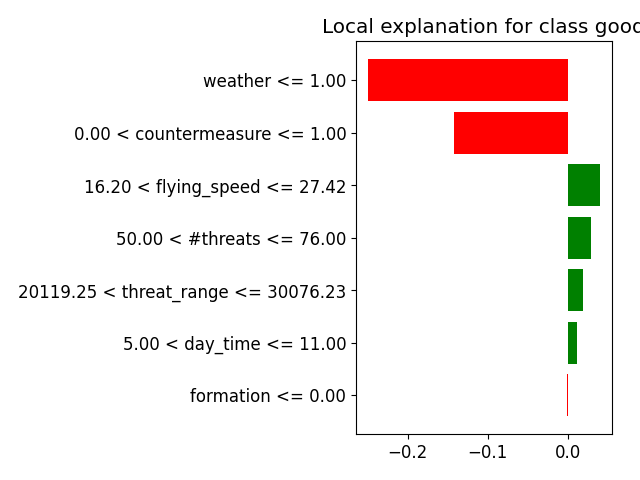 Local explanation for class good
weather <= 1.00
0.00 < countermeasure <= 1.00
16.20 < flying_speed <= 27.42
50.00 < #threats <= 76.00
20119.25 < threat_range <= 30076.23
5.00 < day_time <= 11.00
formation <= 0.00
−0.2 −0.1 0.0